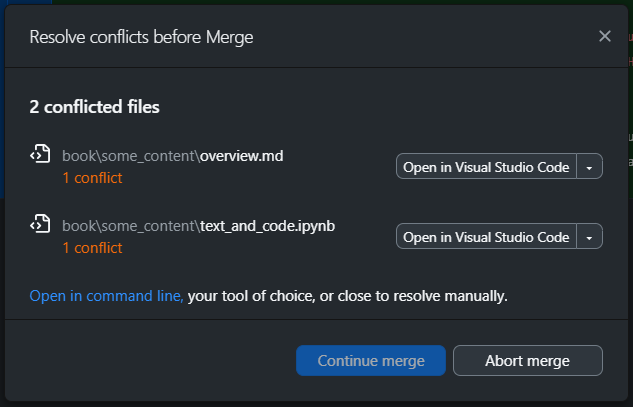 Resolve conflicts before Merge
2 conflicted files
book\some_content\overview.md
Open in Visual Studio Code
1 conflict
book\some_content\text_and_code.ipynb
Open in Visual Studio Code
1 conflict
Open in command line, your tool of choice, or close to resolve manually.
Continue merge
Abort merge